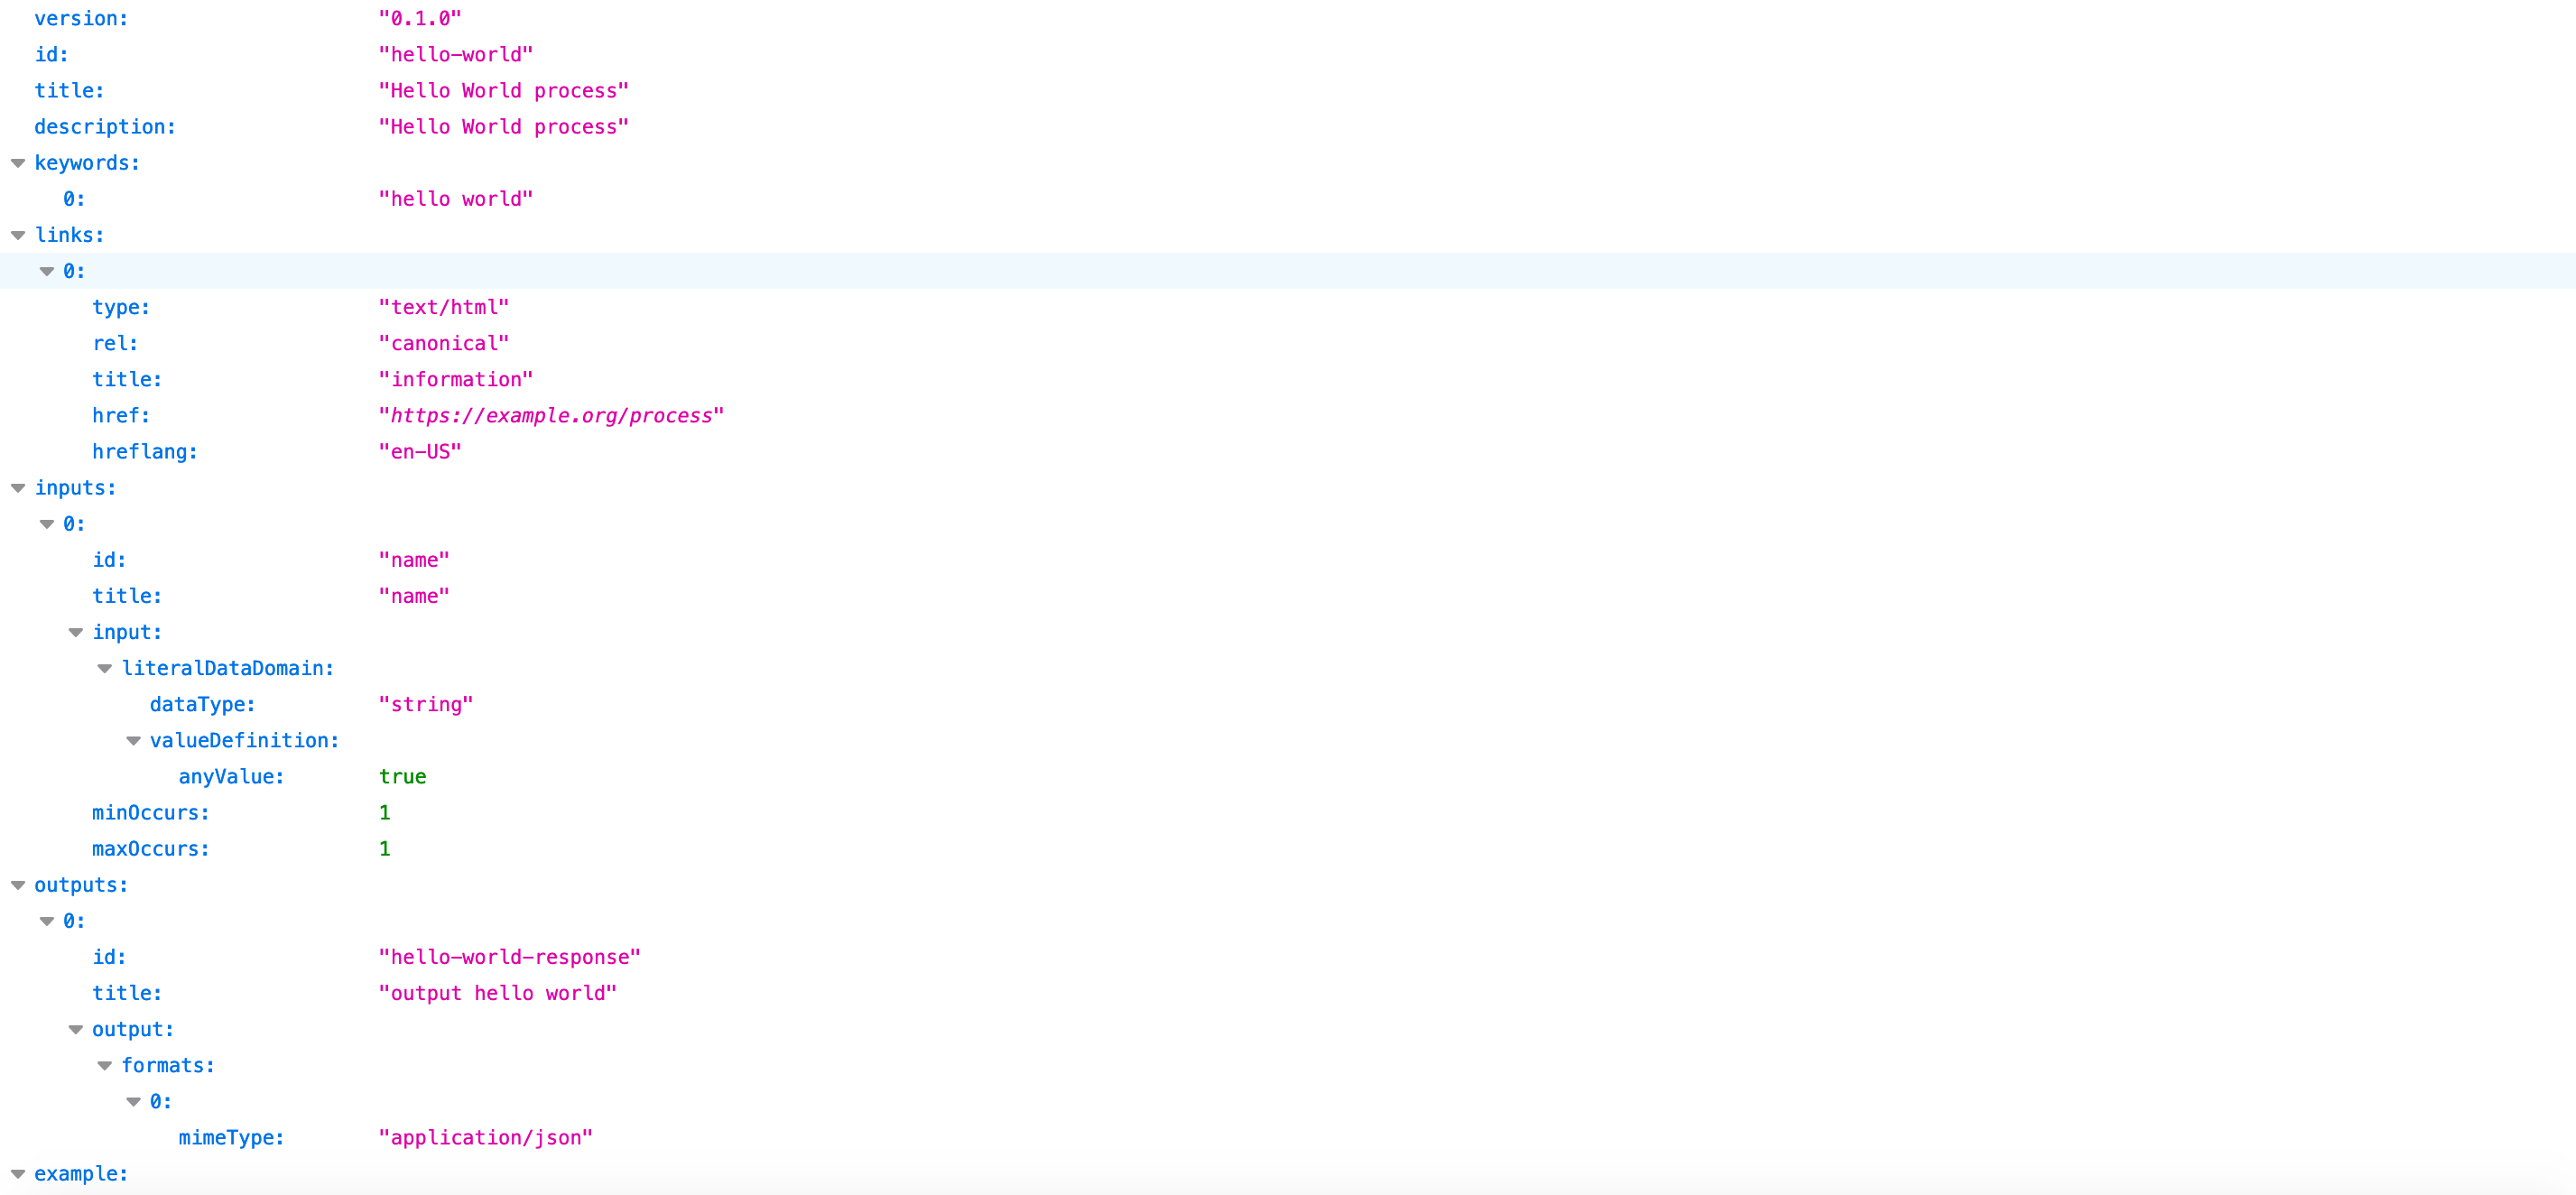 version: "0.1.0"
id: "hello-world"
title: "Hello World process"
description: "Hello World process"
keywords:
0: "hello world"
links:
0:
type: "text/html"
rel: "canonical"
title: "information"
href: "https://example.org/process"
hreflang: "en-US"
inputs:
0:
id: "name"
title: "name"
input:
literalDataDomain:
dataType: "string"
valueDefinition:
anyValue: true
minOccurs: 1
maxOccurs: 1
outputs:
0:
id: "hello-world-response"
title: "output hello world"
output:
formats:
0:
mimeType: "application/json"
example: